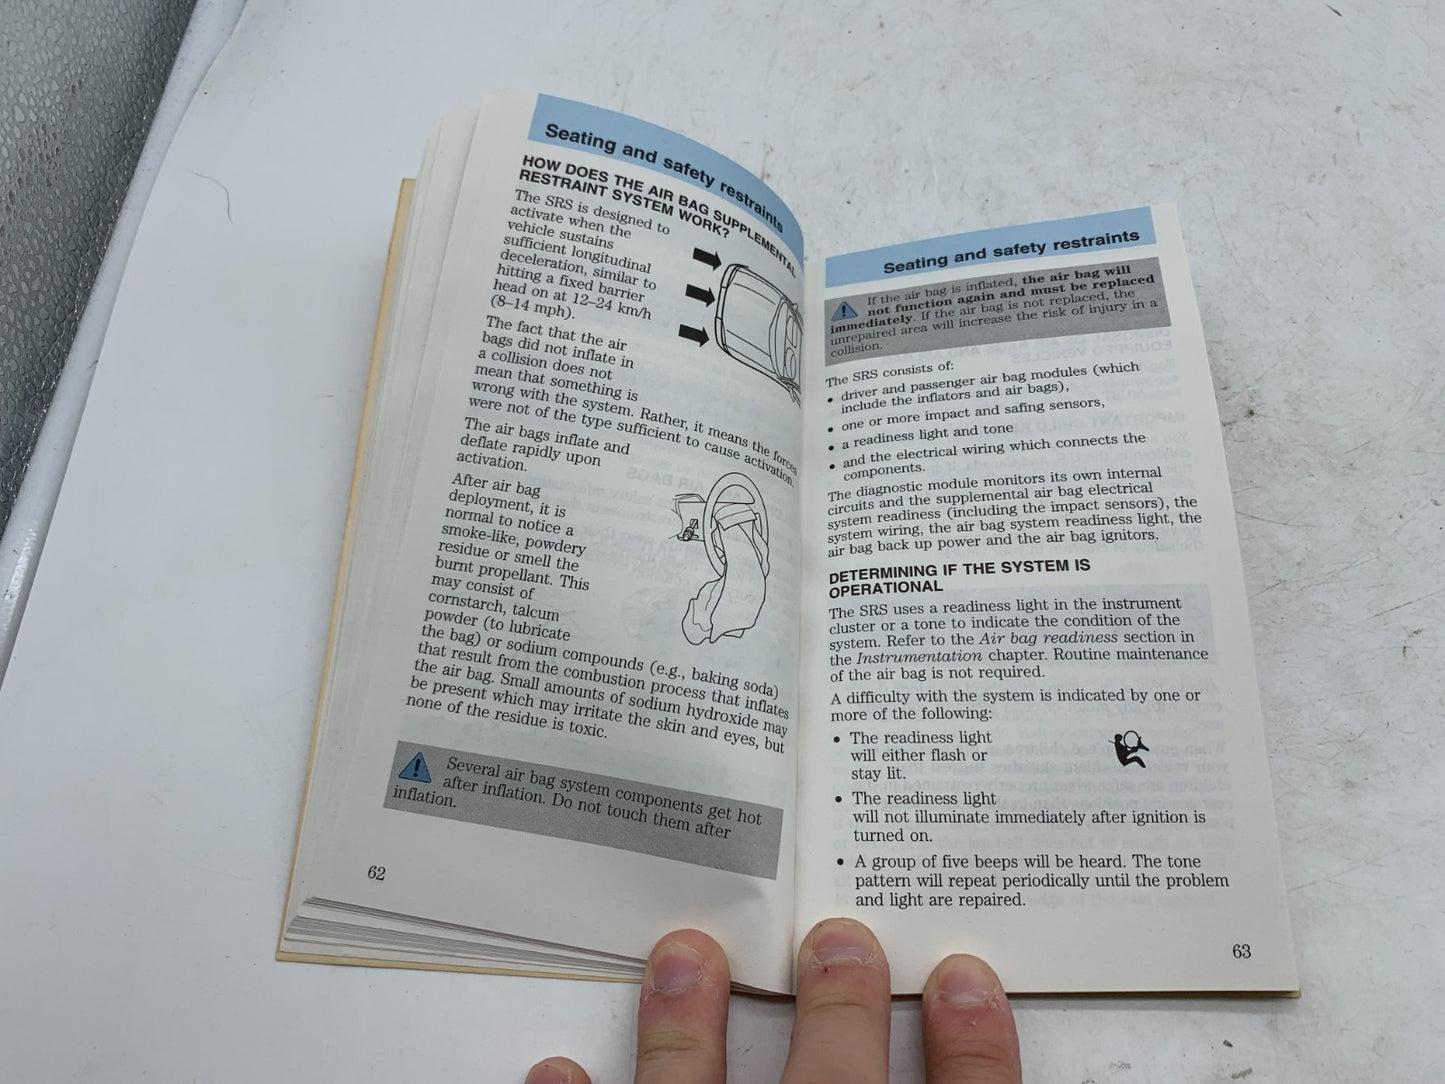 Seating and safety restraints
HOW DOES THE AIR BAG SUPPLEMENTAL
RESTRAINT SYSTEM WORK?
The SRS is designed to
activate when the
vehicle sustains
sufficient longitudinal
deceleration, similar to
hitting a fixed barrier
head on at 12–24 km/h
(8–14 mph).
The fact that the air
bags did not inflate in
a collision does not
mean that something is
wrong with the system. Rather, it means the forces
were not of the type sufficient to cause activation.
The air bags inflate and
deflate rapidly upon
activation.
After air bag
deployment, it is
normal to notice a
smoke-like, powdery
residue or smell the
burnt propellant. This
may consist of
cornstarch, talcum
powder (to lubricate
the bag) or sodium compounds (e.g., baking soda)
that result from the combustion process that inflates
the air bag. Small amounts of sodium hydroxide may
be present which may irritate the skin and eyes, but
none of the residue is toxic.
Several air bag system components get hot
after inflation. Do not touch them after
inflation.
62
Seating and safety restraints
If the air bag is inflated, the air bag will
not function again and must be replaced
immediately. If the air bag is not replaced, the
unrepaired area will increase the risk of injury in a
collision.
The SRS consists of:
• driver and passenger air bag modules (which
include the inflators and air bags),
• one or more impact and safing sensors,
• a readiness light and tone
• and the electrical wiring which connects the
components.
The diagnostic module monitors its own internal
circuits and the supplemental air bag electrical
system readiness (including the impact sensors), the
system wiring, the air bag system readiness light, the
air bag back up power and the air bag ignitors.
DETERMINING IF THE SYSTEM IS
OPERATIONAL
The SRS uses a readiness light in the instrument
cluster or a tone to indicate the condition of the
system. Refer to the Air bag readiness section in
the Instrumentation chapter. Routine maintenance
of the air bag is not required.
A difficulty with the system is indicated by one or
more of the following:
• The readiness light
will either flash or
stay lit.
• The readiness light
will not illuminate immediately after ignition is
turned on.
• A group of five beeps will be heard. The tone
pattern will repeat periodically until the problem
and light are repaired.
63